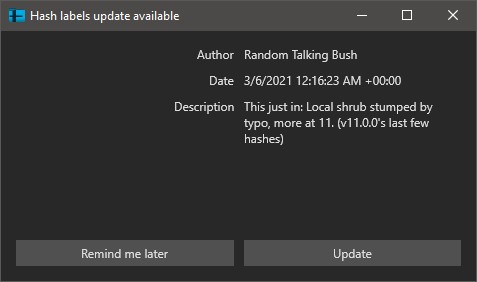 Hash labels update available
Author Random Talking Bush
Date 3/6/2021 12:16:23 AM +00:00
Description This just in: Local shrub stumped by
typo, more at 11. (v11.0.0's last few
hashes)
Remind me later Update